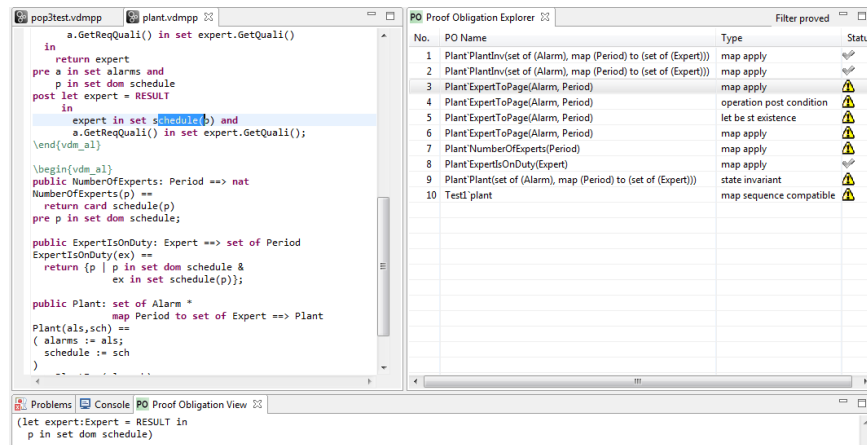 pop3test.vdmpp
plant.vdmpp
a.GetReqQuali() in set expert.GetQuali()
in
return expert
pre a in set alarms and
p in set dom schedule
post let expert = RESULT
in
expert in set schedule(p) and
a.GetReqQuali() in set expert.GetQuali();
\end{vdm_al}
\begin{vdm_al}
public NumberOfExperts: Period ==> nat
NumberOfExperts(p) ==
return card schedule(p)
pre p in set dom schedule;
public ExpertIsOnDuty: Expert ==> set of Period
ExpertIsOnDuty(ex) ==
return {p | p in set dom schedule &
ex in set schedule(p)};
public Plant: set of Alarm *
map Period to set of Expert ==> Plant
Plant(als,sch) ==
( alarms := als;
schedule := sch
)
PO Proof Obligation Explorer
Filter proved
No. PO Name Type Statu
1 Plant`PlantInv(set of (Alarm), map (Period) to (set of (Expert))) map apply
2 Plant`PlantInv(set of (Alarm), map (Period) to (set of (Expert))) map apply
3 Plant`ExpertToPage(Alarm, Period) map apply
4 Plant`ExpertToPage(Alarm, Period) operation post condition
5 Plant`ExpertToPage(Alarm, Period) let be st existence
6 Plant`ExpertToPage(Alarm, Period) map apply
7 Plant`NumberOfExperts(Period) map apply
8 Plant`ExpertIsOnDuty(Expert) map apply
9 Plant`Plant(set of (Alarm), map (Period) to (set of (Expert))) state invariant
10 Test1`plant map sequence compatible
Problems Console PO Proof Obligation View
(let expert:Expert = RESULT in
p in set dom schedule)